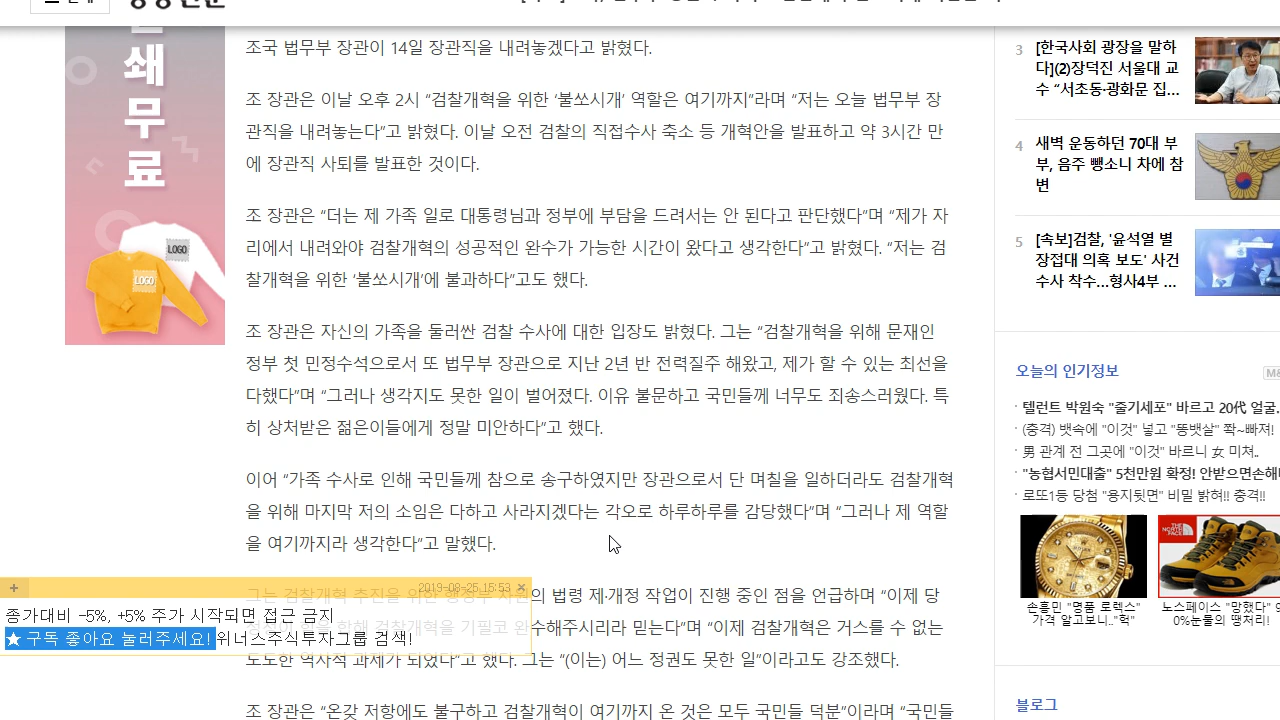 쇄
무
료
LOGO
LOGO
조국 법무부 장관이 14일 장관직을 내려놓겠다고 밝혔다.
조 장관은 이날 오후 2시 “검찰개혁을 위한 ‘불쏘시개’ 역할은 여기까지”라며 “저는 오늘 법무부 장
관직을 내려놓는다”고 밝혔다. 이날 오전 검찰의 직접수사 축소 등 개혁안을 발표하고 약 3시간 만
에 장관직 사퇴를 발표한 것이다.
조 장관은 “더는 제 가족 일로 대통령님과 정부에 부담을 드려서는 안 된다고 판단했다”며 “제가 자
리에서 내려와야 검찰개혁의 성공적인 완수가 가능한 시간이 왔다고 생각한다”고 밝혔다. “저는 검
찰개혁을 위한 ‘불쏘시개’에 불과하다”고도 했다.
조 장관은 자신의 가족을 둘러싼 검찰 수사에 대한 입장도 밝혔다. 그는 “검찰개혁을 위해 문재인
정부 첫 민정수석으로서 또 법무부 장관으로 지난 2년 반 전력질주 해왔고, 제가 할 수 있는 최선을
다했다”며 “그러나 생각지도 못한 일이 벌어졌다. 이유 불문하고 국민들께 너무도 죄송스러웠다. 특
히 상처받은 젊은이들에게 정말 미안하다”고 했다.
이어 “가족 수사로 인해 국민들께 참으로 송구하였지만 장관으로서 단 며칠을 일하더라도 검찰개혁
을 위해 마지막 저의 소임은 다하고 사라지겠다는 각오로 하루하루를 감당했다”며 “그러나 제 역할
을 여기까지라 생각한다”고 말했다.
그는 검찰개혁 추진을 위한 행정부 차원의 법령 제·개정 작업이 진행 중인 점을 언급하며 “이제 당
힘을 합해 검찰개혁을 기필코 완수해주시리라 믿는다”며 “이제 검찰개혁은 거스를 수 없는
도도한 역사적 과제가 되었다”고 했다. 그는 “(이는) 어느 정권도 못한 일”이라고도 강조했다.
조 장관은 “온갖 저항에도 불구하고 검찰개혁이 여기까지 온 것은 모두 국민들 덕분”이라며 “국민들
+ 2019-08-25 15:53 ×
종가대비 -5%, +5% 주가 시작되면 접근 금지
★ 구독 좋아요 눌러주세요! 위너스주식투자그룹 검색!
3 [한국사회 광장을 말하
다](2)장덕진 서울대 교
수 “서초동·광화문 집...
4 새벽 운동하던 70대 부
부, 음주 뺑소니 차에 참
변
5 [속보]검찰, '윤석열 별
장접대 의혹 보도' 사건
수사 착수...형사4부 ...
오늘의 인기정보
텔런트 박원숙 "줄기세포" 바르고 20代 얼굴.
(충격) 뱃속에 "이것" 넣고 "똥뱃살" 쫙~빠져!
男 관계 전 그곳에 "이것" 바르니 女 미쳐..
"농협서민대출" 5천만원 확정! 안받으면손해
로또1등 당첨 "용지뒷면" 비밀 밝혀!! 충격!!
THE NORTH FACE
손흥민 "명품 로렉스"
가격 알고보니.."헉"
노스페이스 "망했다" 9
0%눈물의 땡처리!
블로그